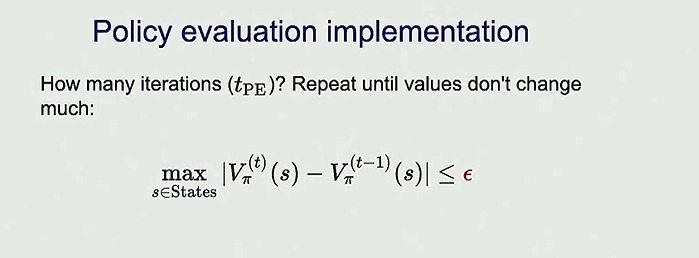 Policy evaluation implementation
How many iterations (t_PE)? Repeat until values don't change
much:
max_{s∈States} |V_π^{(t)}(s) − V_π^{(t−1)}(s)| ≤ ϵ